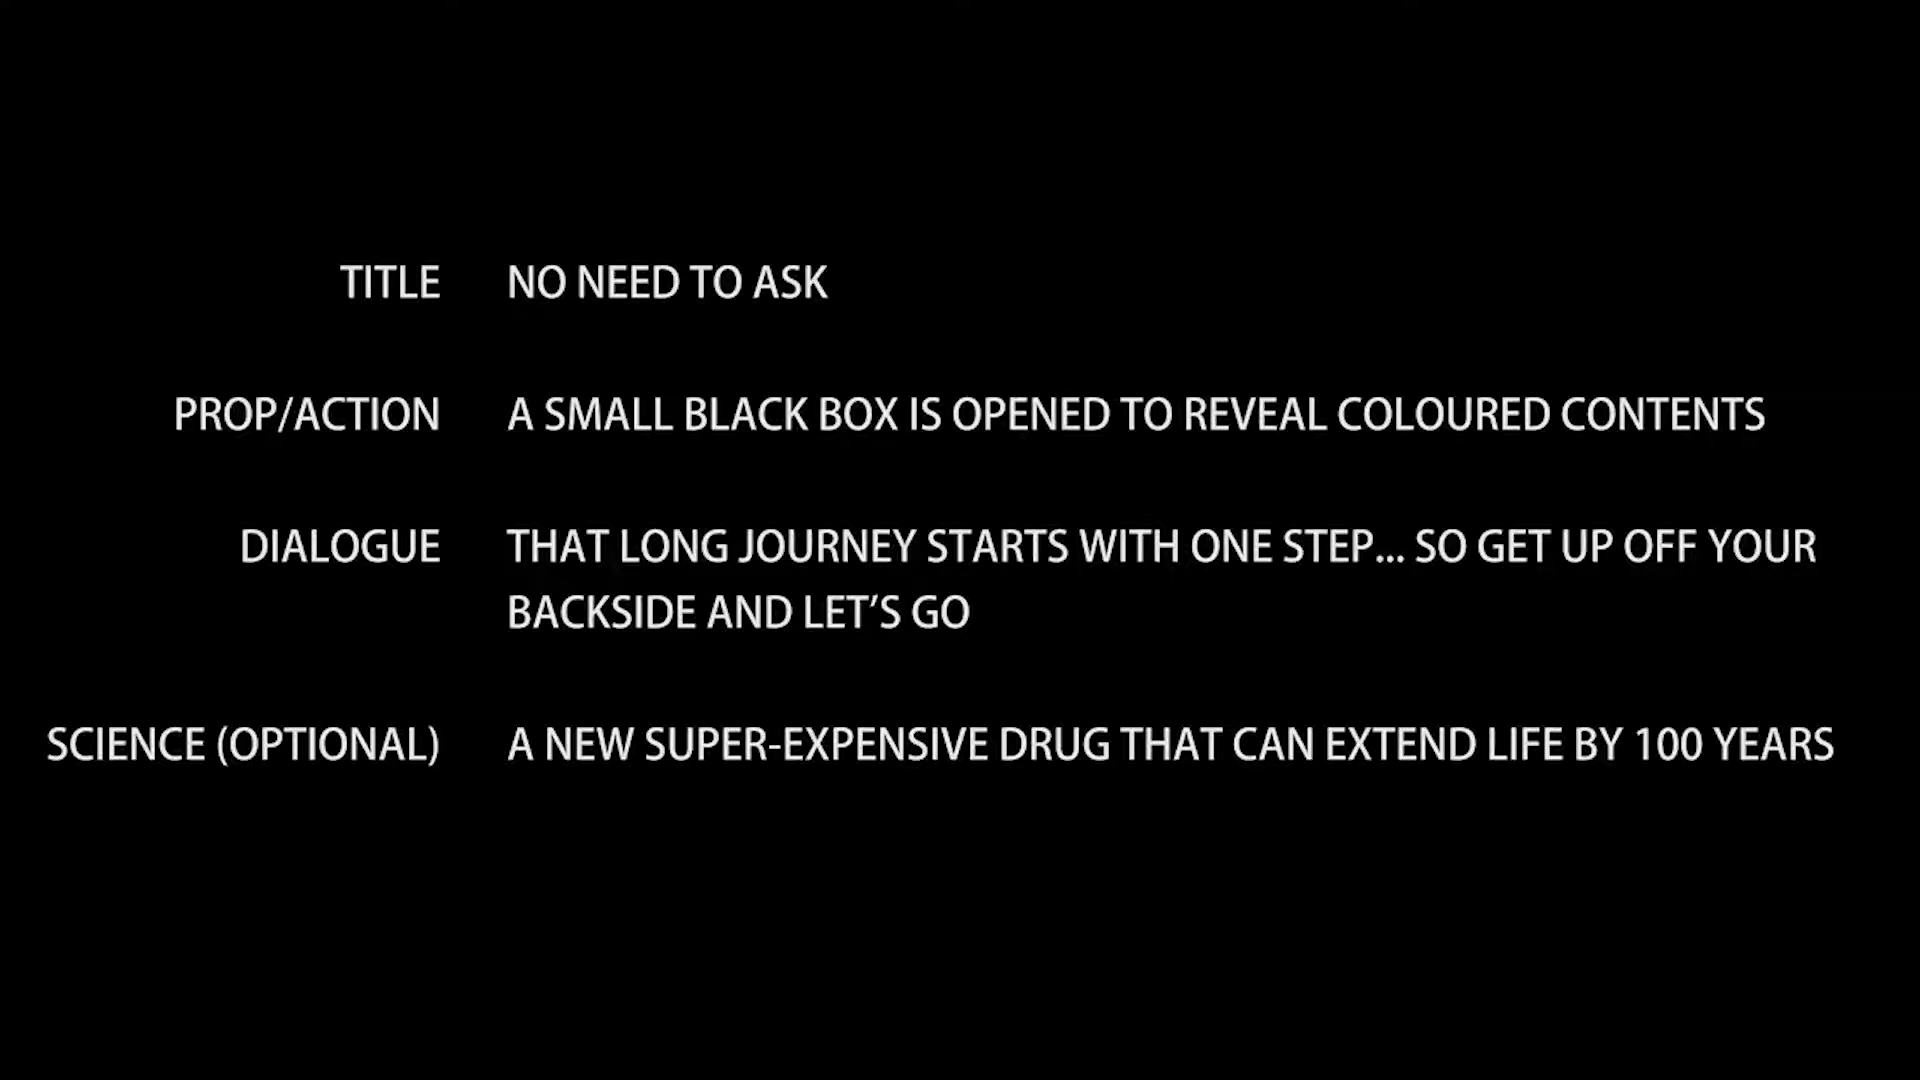 TITLE NO NEED TO ASK
PROP/ACTION A SMALL BLACK BOX IS OPENED TO REVEAL COLOURED CONTENTS
DIALOGUE THAT LONG JOURNEY STARTS WITH ONE STEP... SO GET UP OFF YOUR
BACKSIDE AND LET’S GO
SCIENCE (OPTIONAL) A NEW SUPER-EXPENSIVE DRUG THAT CAN EXTEND LIFE BY 100 YEARS